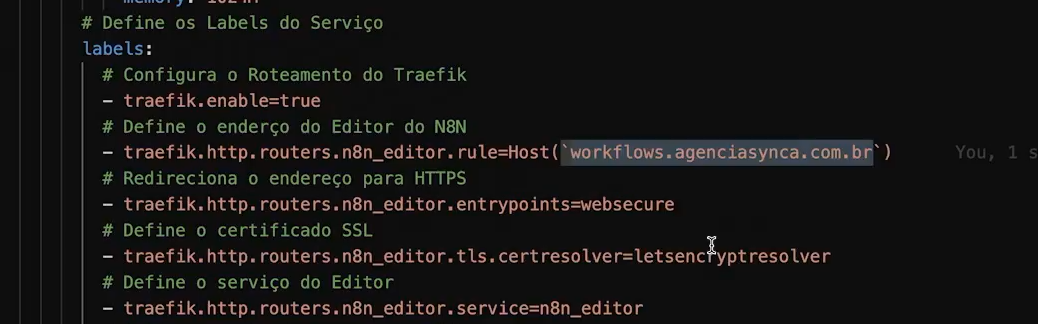 # Define os Labels do Serviço
labels:
# Configura o Roteamento do Traefik
- traefik.enable=true
# Define o enderço do Editor do N8N
- traefik.http.routers.n8n_editor.rule=Host(`workflows.agenciasynca.com.br`) You, 1 s
# Redireciona o endereço para HTTPS
- traefik.http.routers.n8n_editor.entrypoints=websecure
# Define o certificado SSL
- traefik.http.routers.n8n_editor.tls.certresolver=letsencryptresolver
# Define o serviço do Editor
- traefik.http.routers.n8n_editor.service=n8n_editor